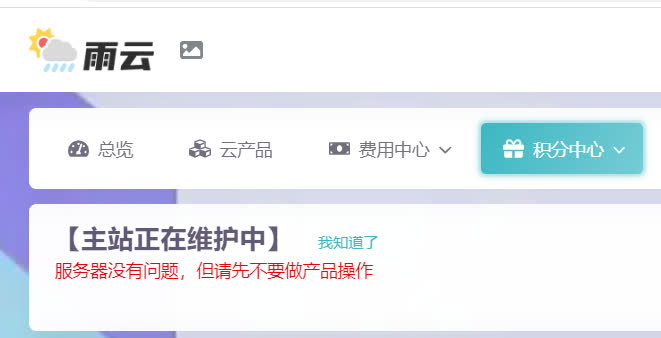 雨云
总览 云产品 费用中心 积分中心
【主站正在维护中】 我知道了
服务器没有问题，但请先不要做产品操作